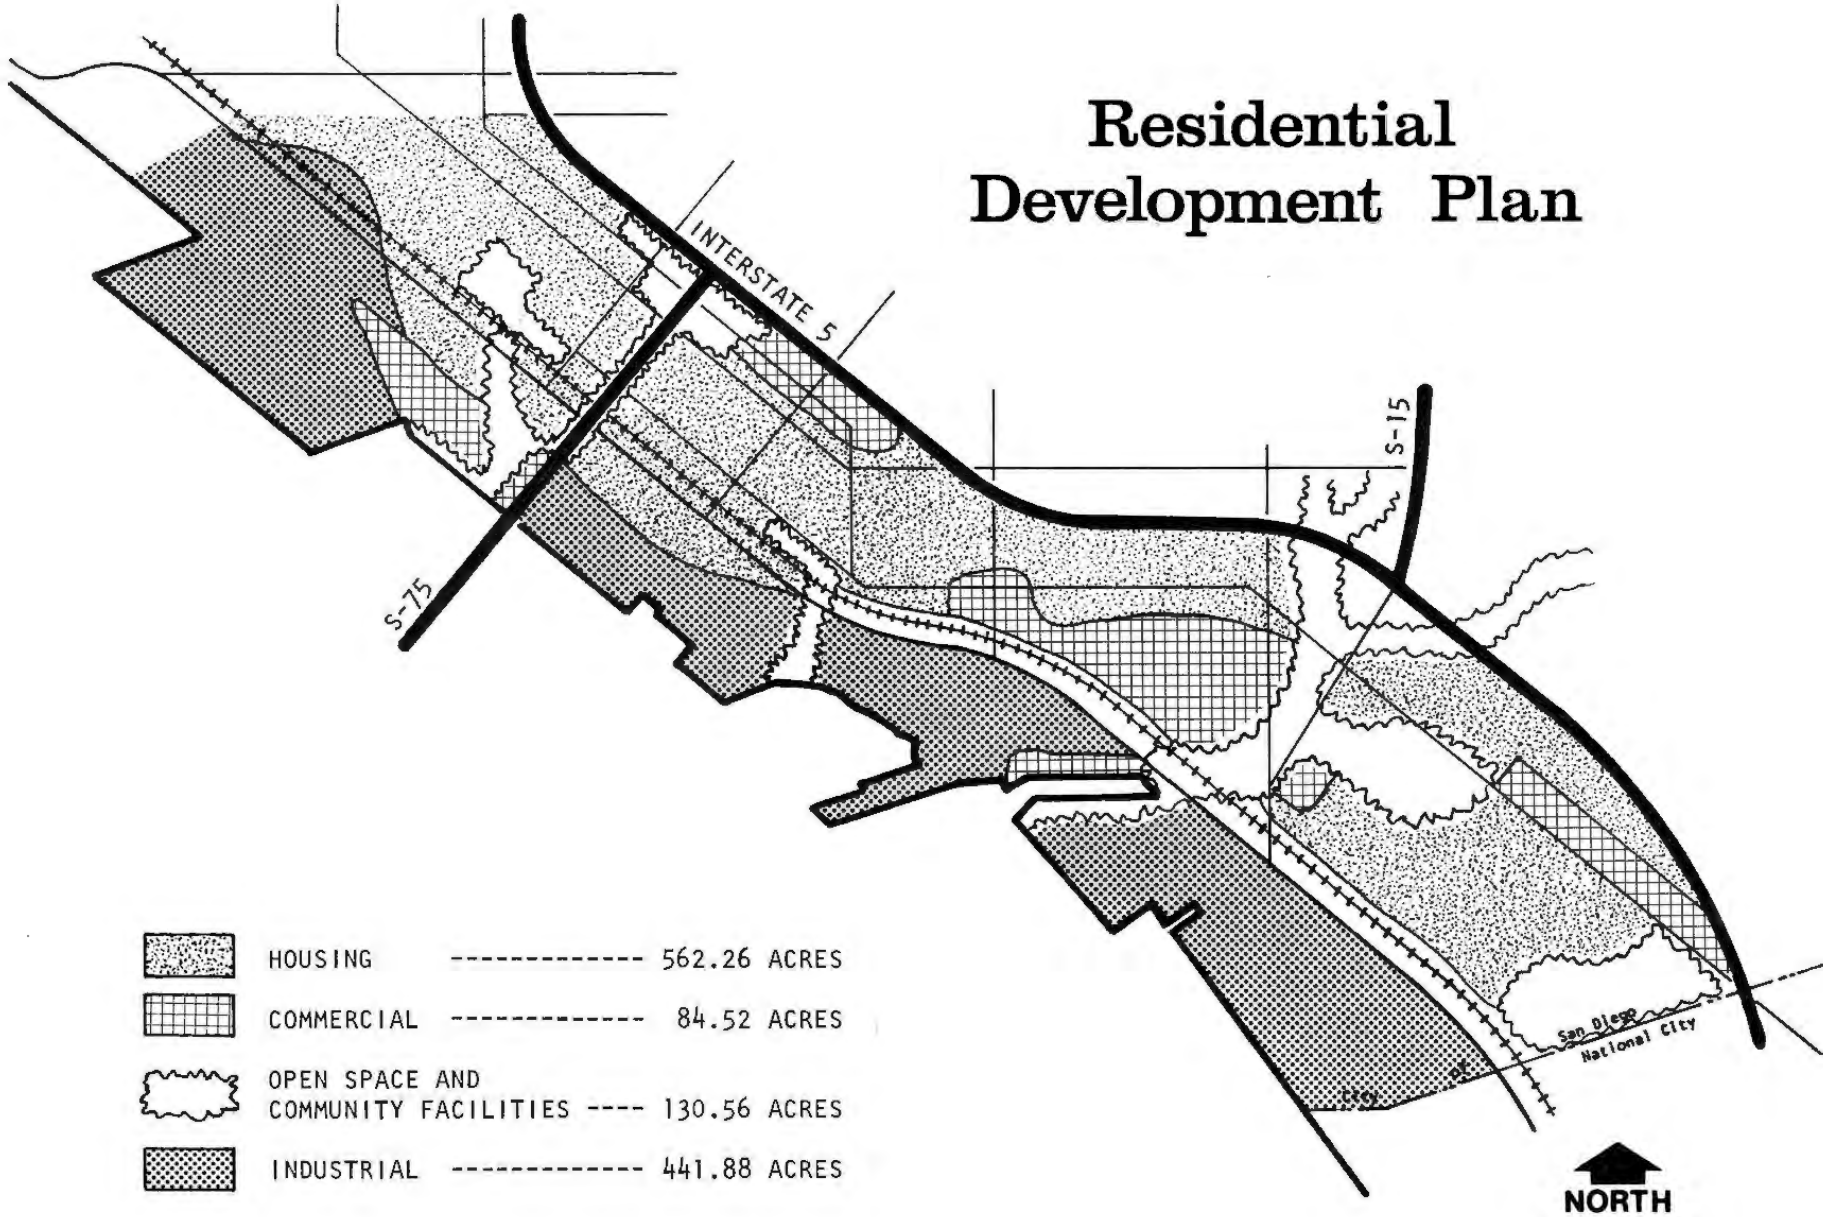 Residential
Development Plan
INTERSTATE 5
S-15
S-75
HOUSING -------------- 562.26 ACRES
COMMERCIAL -------------- 84.52 ACRES
OPEN SPACE AND
COMMUNITY FACILITIES ---- 130.56 ACRES
INDUSTRIAL -------------- 441.88 ACRES
San Diego
National City
City of
NORTH